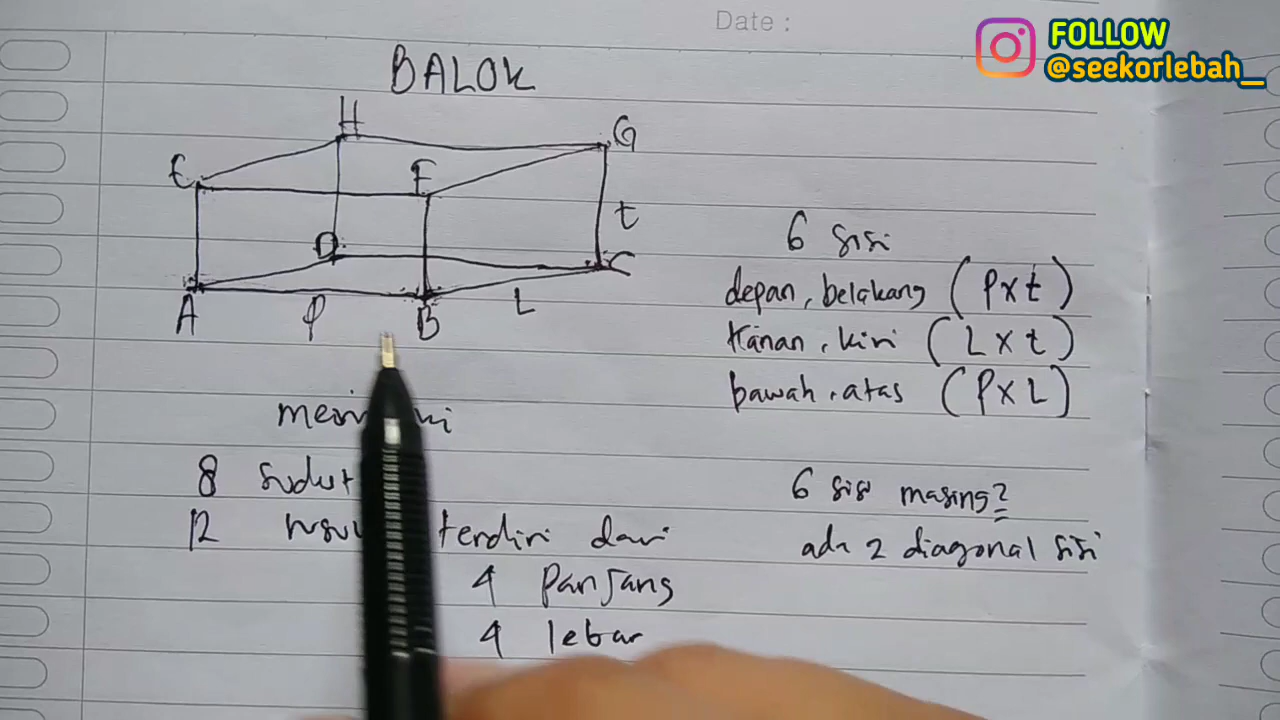 Date :
FOLLOW
@seekorlebah_
BALOK
H
G
E
F
t
D
C
A
P
B
L
6 sisi
depan, belakang (P x t)
kanan, kiri (L x t)
bawah, atas (P x L)
8 sudut
12
terdiri dari
4 panjang
4 lebar
6 sisi masing2
ada 2 diagonal sisi